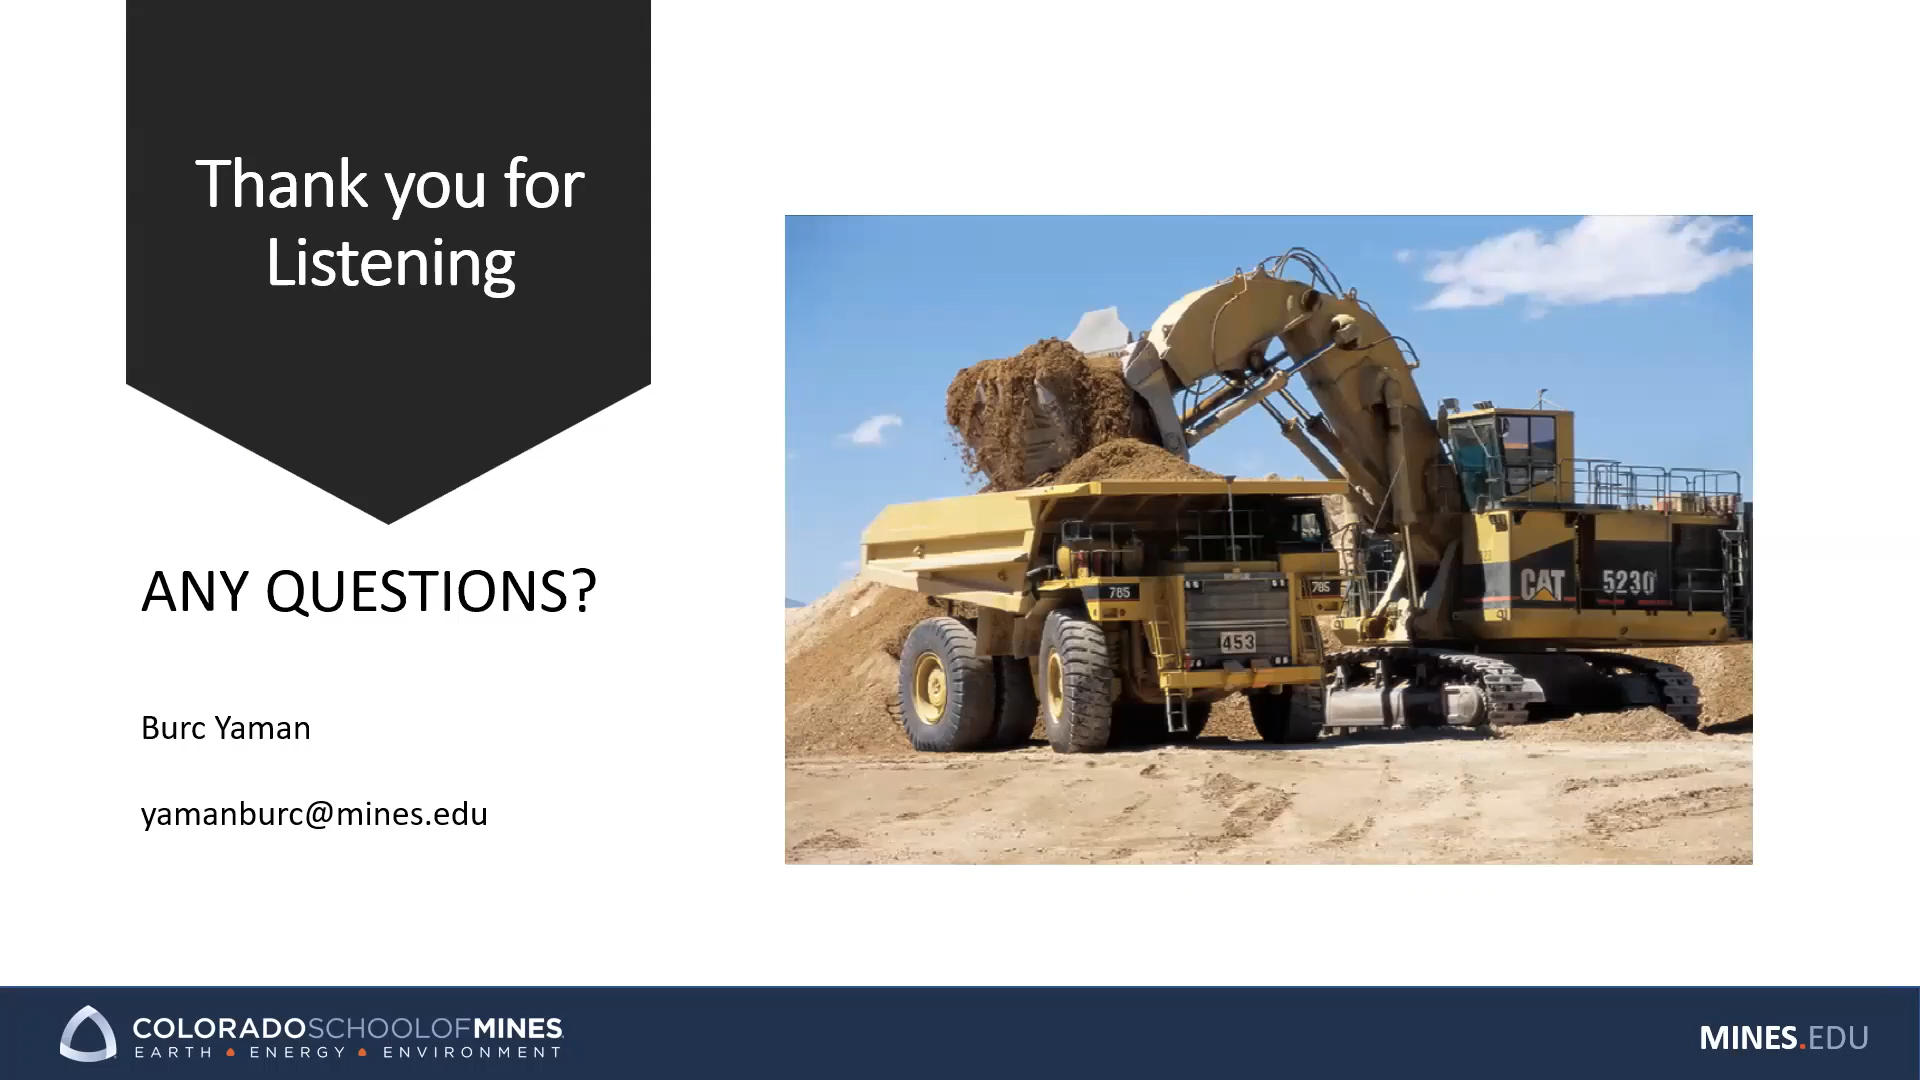 Thank you for
Listening
ANY QUESTIONS?
Burc Yaman
yamanburc@mines.edu
785
785
453
CAT 5230
COLORADOSCHOOLOFMINES
EARTH • ENERGY • ENVIRONMENT
MINES.EDU